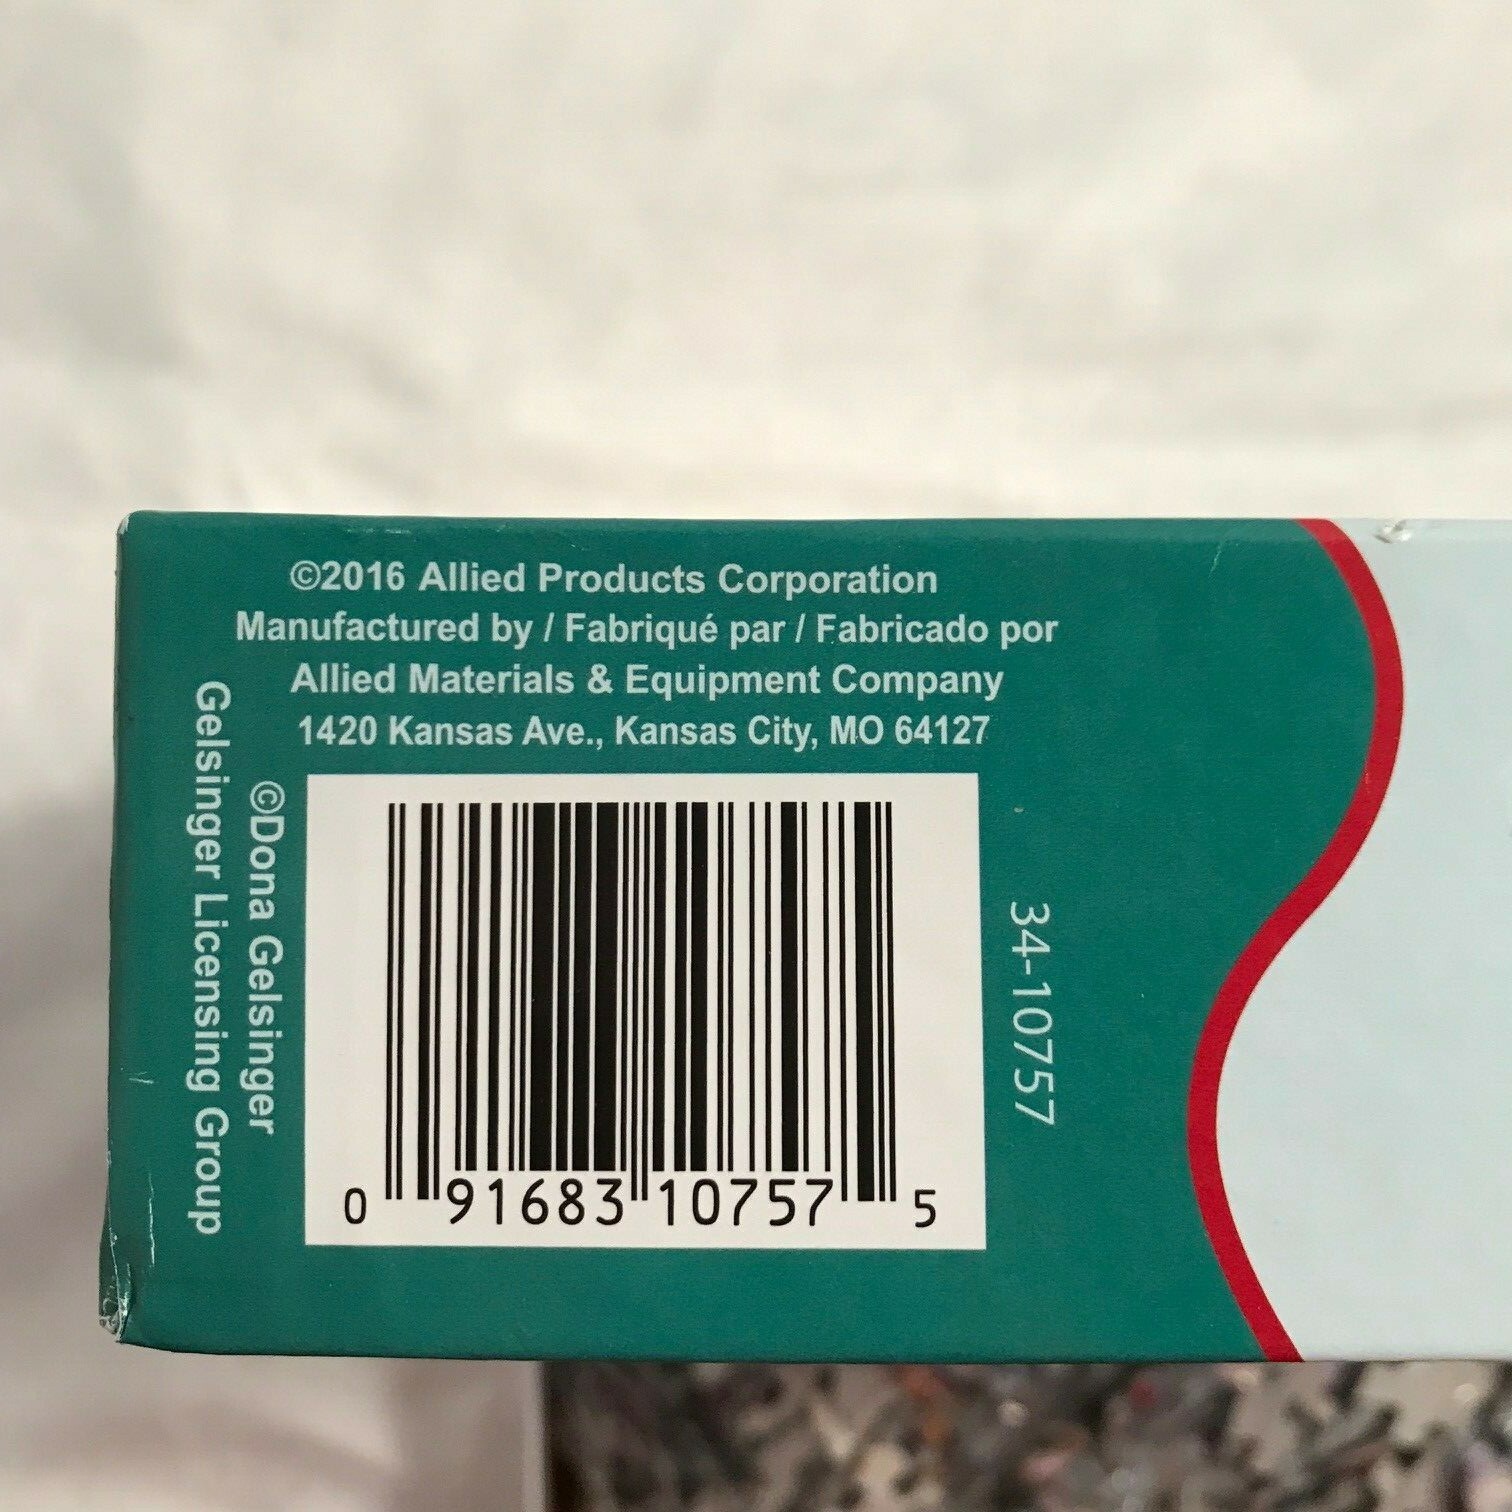 ©2016 Allied Products Corporation
Manufactured by / Fabriqué par / Fabricado por
Allied Materials & Equipment Company
1420 Kansas Ave., Kansas City, MO 64127
©Dona Gelsinger
Gelsinger Licensing Group
34-10757
0 91683 10757 5